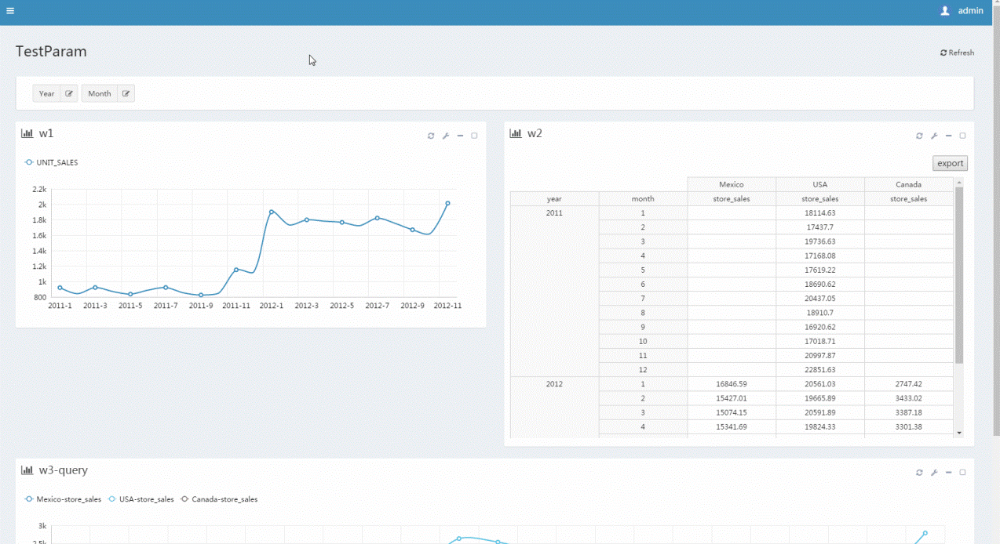 admin
TestParam
Refresh
Year Month
w1
UNIT_SALES
2.2k
2k
1.8k
1.6k
1.4k
1.2k
1k
800
2011-1 2011-3 2011-5 2011-7 2011-9 2011-11 2012-1 2012-3 2012-5 2012-7 2012-9 2012-11
w2
export
Mexico USA Canada
year month store_sales store_sales store_sales
2011 1 18114.63
2 17437.7
3 19736.63
4 17168.08
5 17619.22
6 18690.62
7 20437.05
8 18910.7
9 16920.62
10 17018.71
11 20997.87
12 22851.63
2012 1 16846.59 20561.03 2747.42
2 15427.01 19665.89 3433.02
3 15074.15 20591.89 3387.18
4 15341.69 19824.33 3301.38
w3-query
Mexico-store_sales USA-store_sales Canada-store_sales
3k
2.5k